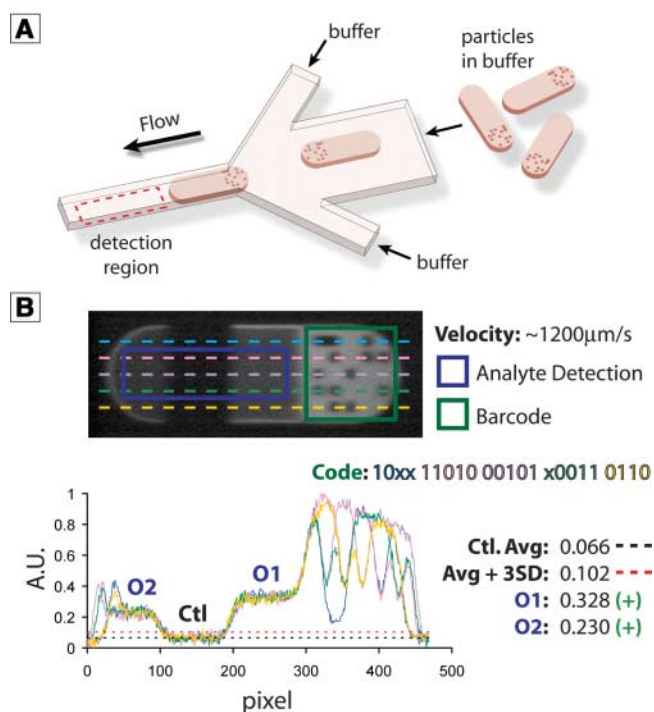 A
buffer
particles
in buffer
Flow
detection
region
buffer
B
Velocity: ~1200µm/s
Analyte Detection
Barcode
Code: 10xx 11010 00101 x0011 0110
A.U.
1
0.8
0.6
0.4
0.2
0
O2
Ctl
O1
0 100 200 300 400 500
pixel
Ctl. Avg: 0.066
Avg + 3SD: 0.102
O1: 0.328 (+)
O2: 0.230 (+)